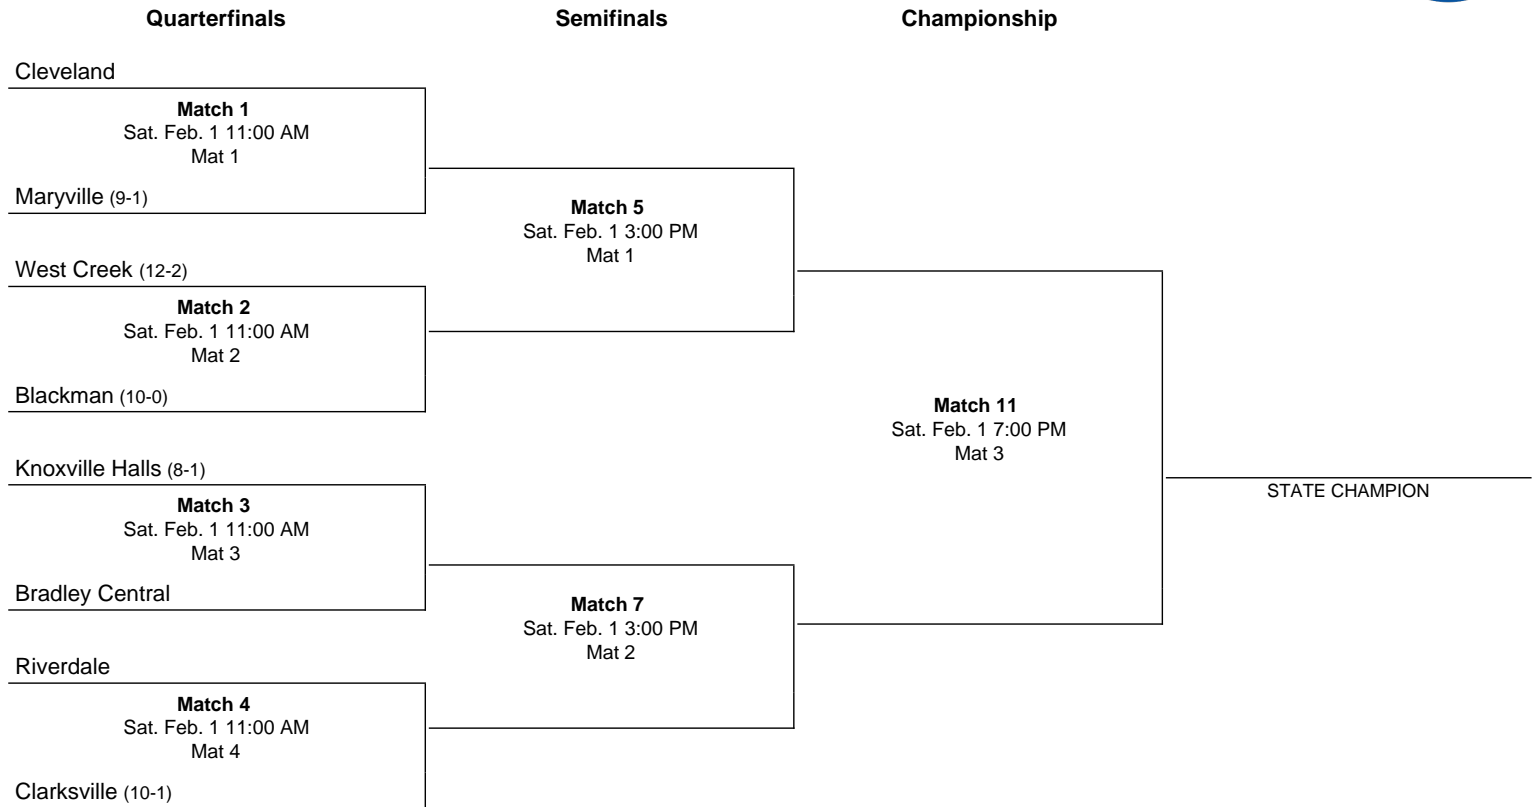 Quarterfinals
Semifinals
Championship
Cleveland
Match 1
Sat. Feb. 1 11:00 AM
Mat 1
Maryville (9-1)
West Creek (12-2)
Match 2
Sat. Feb. 1 11:00 AM
Mat 2
Blackman (10-0)
Knoxville Halls (8-1)
Match 3
Sat. Feb. 1 11:00 AM
Mat 3
Bradley Central
Riverdale
Match 4
Sat. Feb. 1 11:00 AM
Mat 4
Clarksville (10-1)
Match 5
Sat. Feb. 1 3:00 PM
Mat 1
Match 7
Sat. Feb. 1 3:00 PM
Mat 2
Match 11
Sat. Feb. 1 7:00 PM
Mat 3
STATE CHAMPION